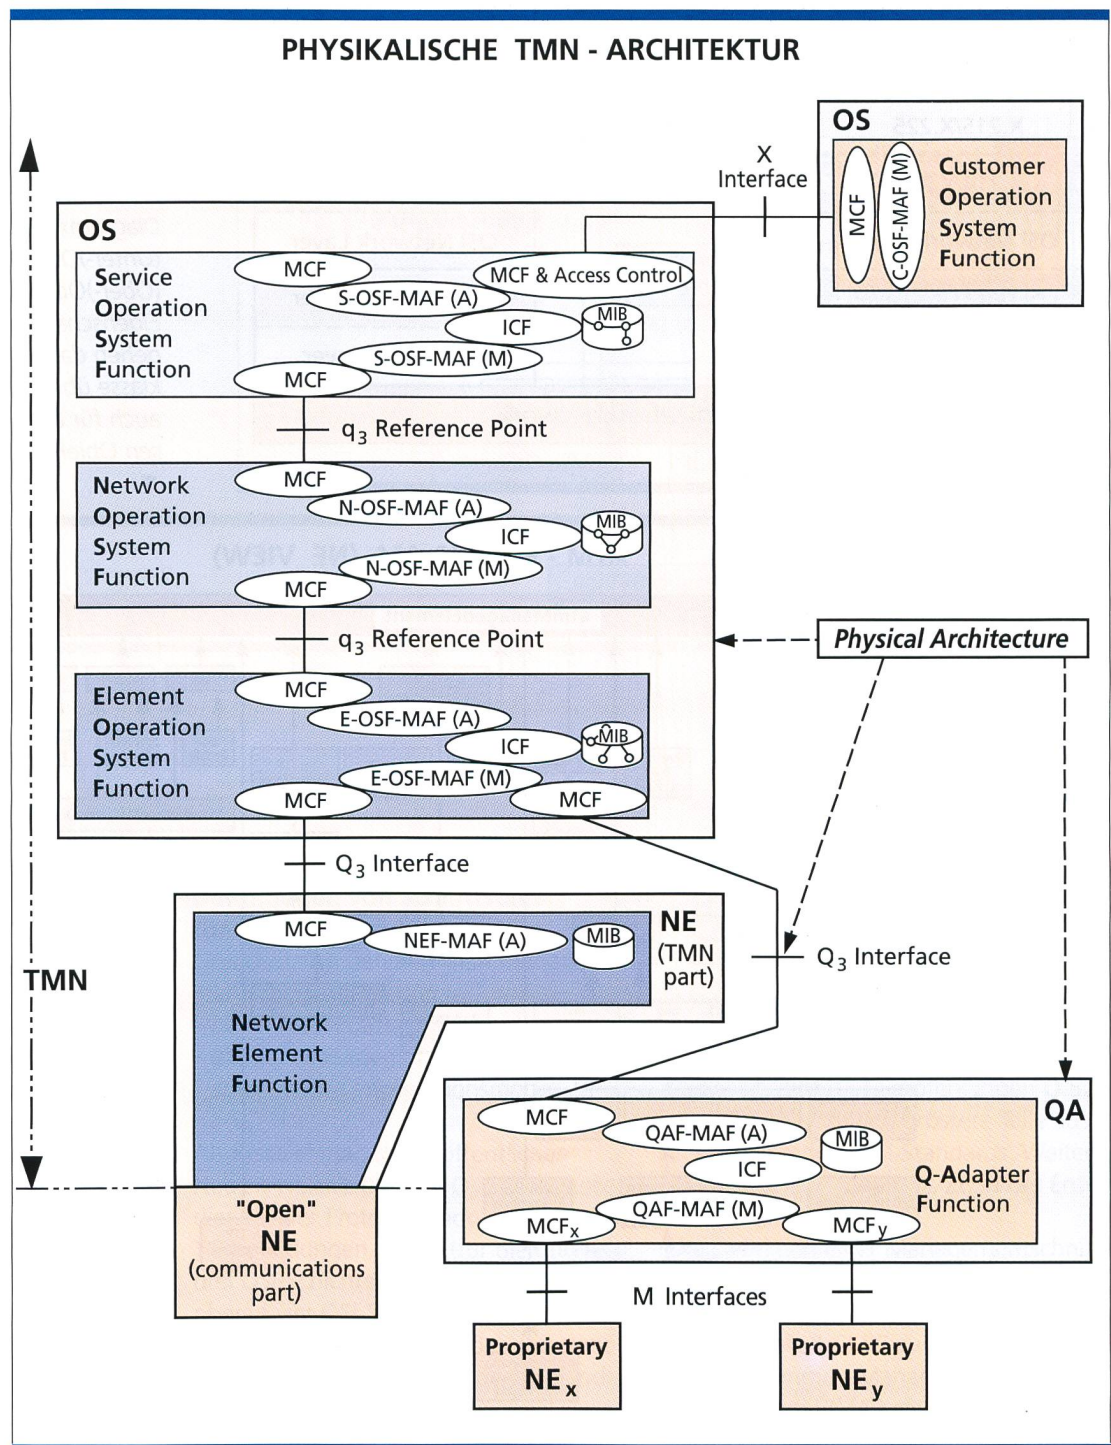 PHYSIKALISCHE TMN - ARCHITEKTUR
OS
MCF
C-OSF-MAF (M)
Customer
Operation
System
Function
X
Interface
OS
Service
Operation
System
Function
MCF
MCF & Access Control
S-OSF-MAF (A)
ICF
MIB
S-OSF-MAF (M)
MCF
q3 Reference Point
Network
Operation
System
Function
MCF
N-OSF-MAF (A)
ICF
MIB
N-OSF-MAF (M)
MCF
q3 Reference Point
Physical Architecture
Element
Operation
System
Function
MCF
E-OSF-MAF (A)
ICF
MIB
E-OSF-MAF (M)
MCF
MCF
Q3 Interface
MCF
NEF-MAF (A)
MIB
NE
(TMN
part)
Q3 Interface
TMN
Network
Element
Function
QA
MCF
QAF-MAF (A)
MIB
ICF
QAF-MAF (M)
MCFx
MCFy
Q-Adapter
Function
"Open"
NE
(communications
part)
M Interfaces
Proprietary
NE x
Proprietary
NE y